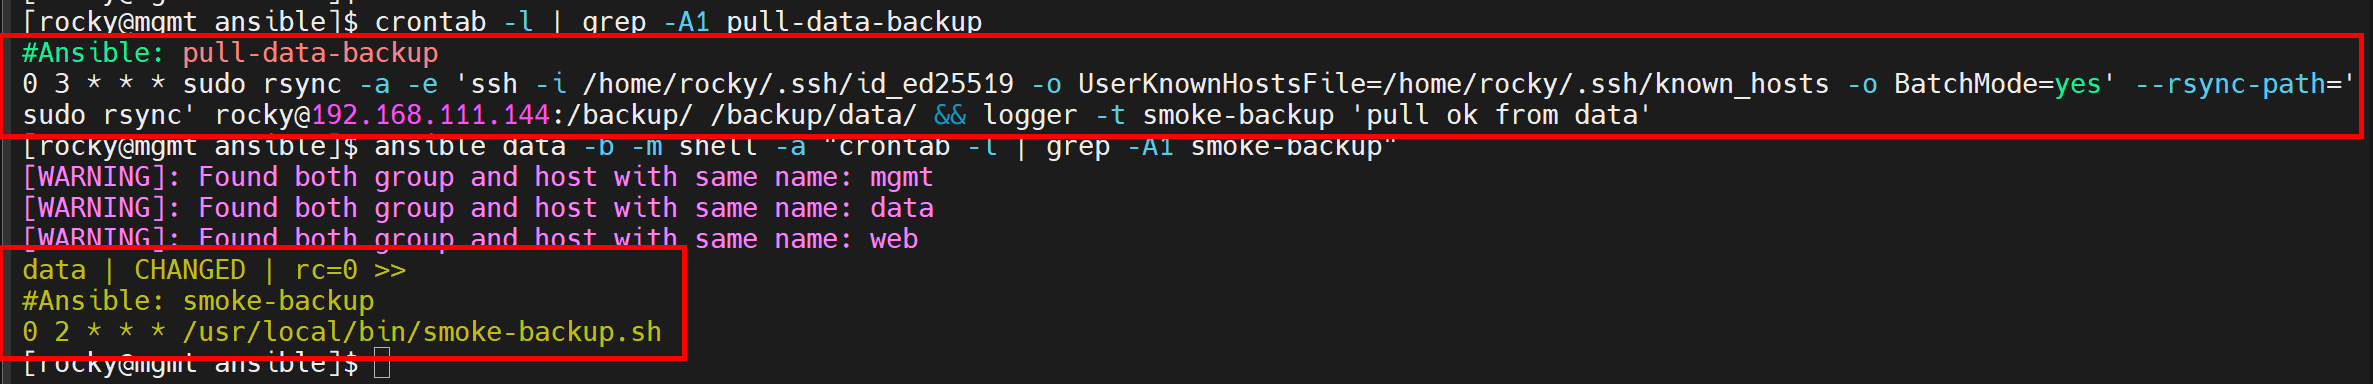 [rocky@mgmt ansible]$ crontab -l | grep -A1 pull-data-backup
#Ansible: pull-data-backup
0 3 * * * sudo rsync -a -e 'ssh -i /home/rocky/.ssh/id_ed25519 -o UserKnownHostsFile=/home/rocky/.ssh/known_hosts -o BatchMode=yes' --rsync-path='
sudo rsync' rocky@192.168.111.144:/backup/ /backup/data/ && logger -t smoke-backup 'pull ok from data'
[rocky@mgmt ansible]$ ansible data -b -m shell -a "crontab -l | grep -A1 smoke-backup"
[WARNING]: Found both group and host with same name: mgmt
[WARNING]: Found both group and host with same name: data
[WARNING]: Found both group and host with same name: web
data | CHANGED | rc=0 >>
#Ansible: smoke-backup
0 2 * * * /usr/local/bin/smoke-backup.sh
[rocky@mgmt ansible]$